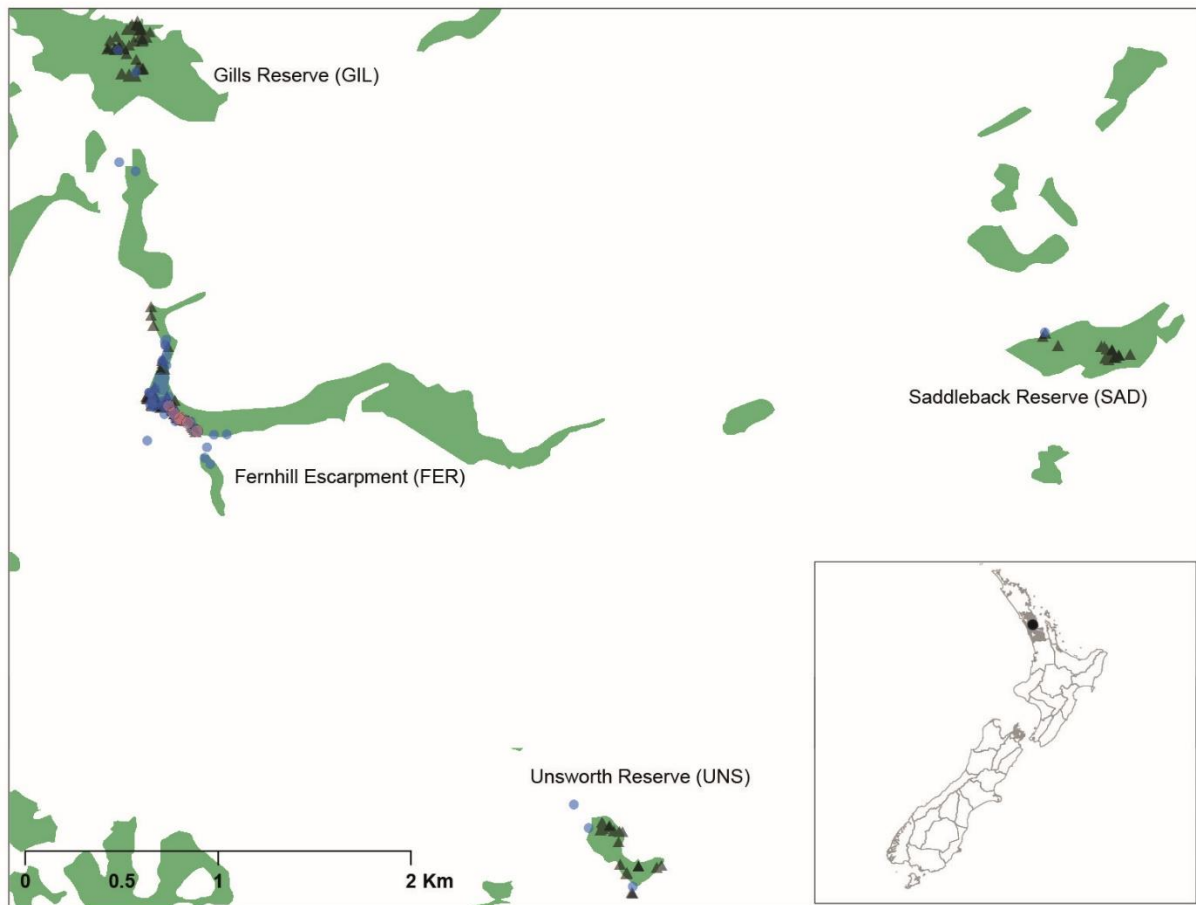 Gills Reserve (GIL)
Saddleback Reserve (SAD)
Fernhill Escarpment (FER)
Unsworth Reserve (UNS)
0 0.5 1 2 Km